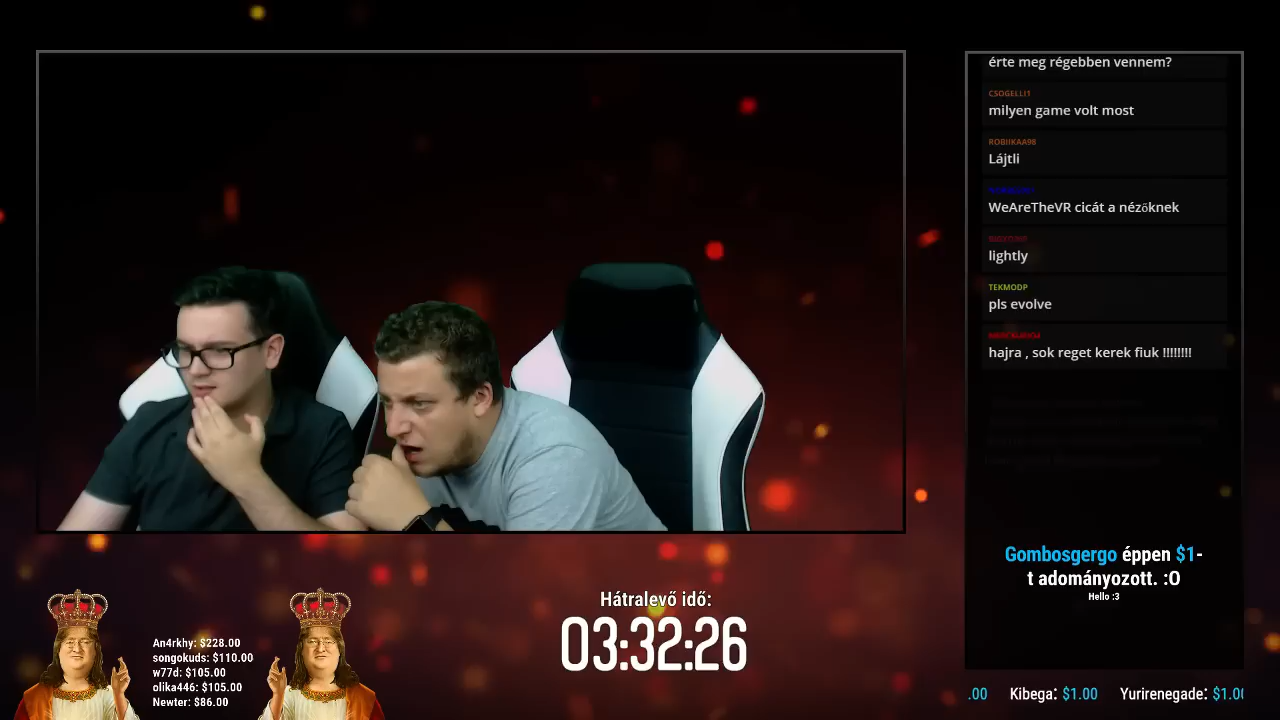 érte meg régebben vennem?
CSOGELLI1
milyen game volt most
ROBIIKAA98
Lájtli
WeAreTheVR cicát a nézőknek
lightly
TEKMODP
pls evolve
hajra , sok reget kerek fiuk !!!!!!!!
Gombosgergo éppen $1-
t adományozott. :O
Hello :3
Hátralevő idő:
03:32:26
An4rkhy: $228.00
songokuds: $110.00
w77d: $105.00
olika446: $105.00
Newter: $86.00
.00 Kibega: $1.00 Yurirenegade: $1.00